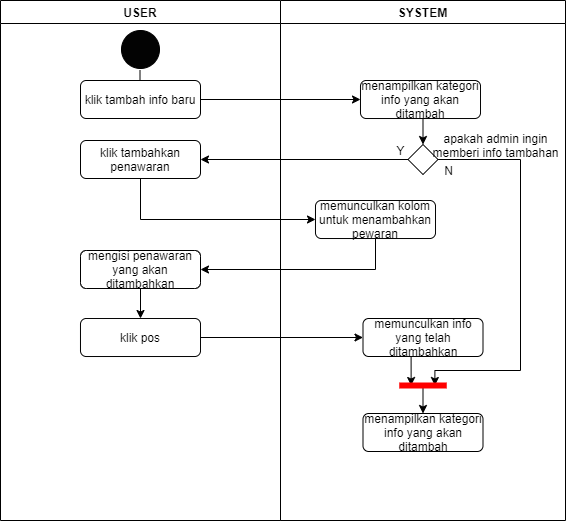 USER
SYSTEM
klik tambah info baru
menampilkan kategori
info yang akan
ditambah
apakah admin ingin
memberi info tambahan
Y
N
klik tambahkan
penawaran
memunculkan kolom
untuk menambahkan
pewaran
mengisi penawaran
yang akan
ditambahkan
klik pos
memunculkan info
yang telah
ditambahkan
menampilkan kategori
info yang akan
ditambah